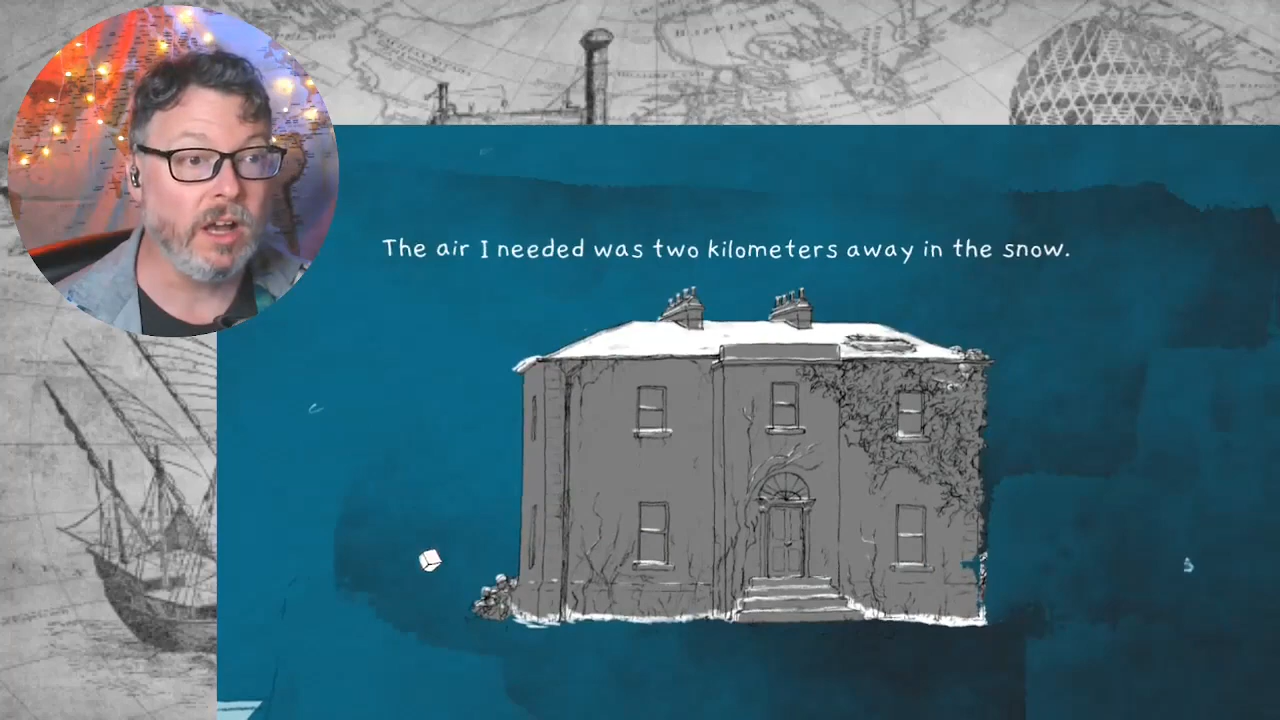 The air I needed was two kilometers away in the snow.